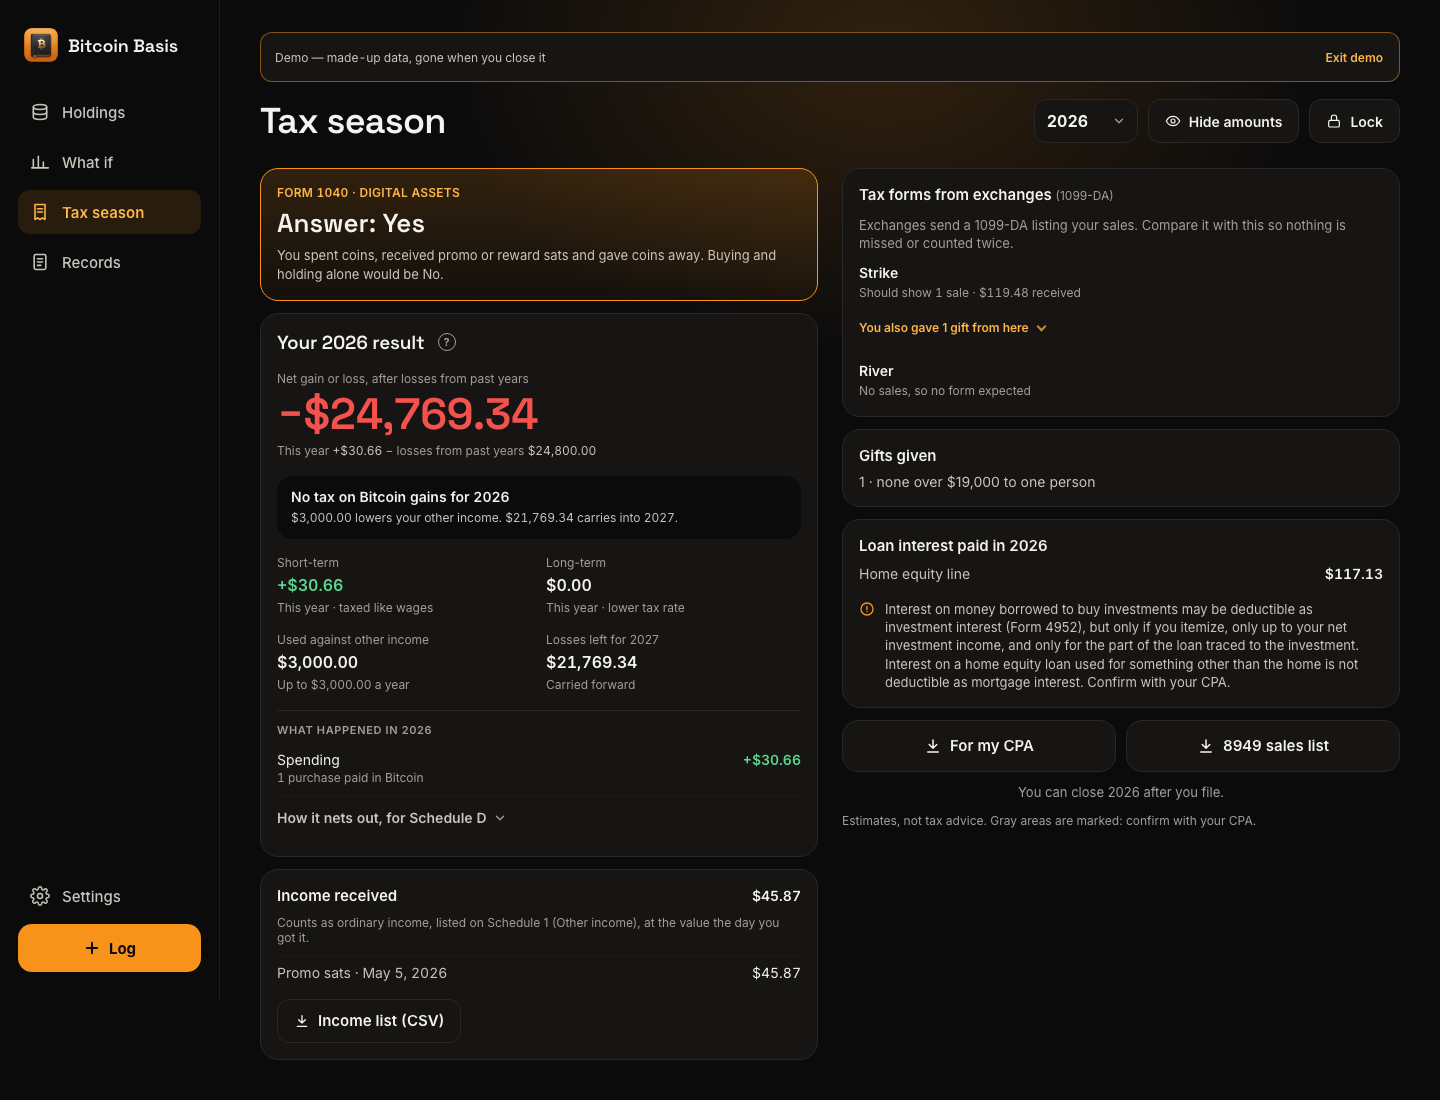 Bitcoin Basis
Holdings
What if
Tax season
Records
Settings
Log
Demo — made-up data, gone when you close it
Exit demo
Tax season
2026
Hide amounts
Lock
FORM 1040 · DIGITAL ASSETS
Answer: Yes
You spent coins, received promo or reward sats and gave coins away. Buying and
holding alone would be No.
Your 2026 result
?
Net gain or loss, after losses from past years
−$24,769.34
This year +$30.66 − losses from past years $24,800.00
No tax on Bitcoin gains for 2026
$3,000.00 lowers your other income. $21,769.34 carries into 2027.
Short-term
+$30.66
This year · taxed like wages
Long-term
$0.00
This year · lower tax rate
Used against other income
$3,000.00
Up to $3,000.00 a year
Losses left for 2027
$21,769.34
Carried forward
WHAT HAPPENED IN 2026
Spending
+$30.66
1 purchase paid in Bitcoin
How it nets out, for Schedule D
Income received
$45.87
Counts as ordinary income, listed on Schedule 1 (Other income), at the value the day you
got it.
Promo sats · May 5, 2026
$45.87
Income list (CSV)
Tax forms from exchanges (1099-DA)
Exchanges send a 1099-DA listing your sales. Compare it with this so nothing is
missed or counted twice.
Strike
Should show 1 sale · $119.48 received
You also gave 1 gift from here
River
No sales, so no form expected
Gifts given
1 · none over $19,000 to one person
Loan interest paid in 2026
Home equity line
$117.13
Interest on money borrowed to buy investments may be deductible as
investment interest (Form 4952), but only if you itemize, only up to your net
investment income, and only for the part of the loan traced to the investment.
Interest on a home equity loan used for something other than the home is not
deductible as mortgage interest. Confirm with your CPA.
For my CPA
8949 sales list
You can close 2026 after you file.
Estimates, not tax advice. Gray areas are marked: confirm with your CPA.